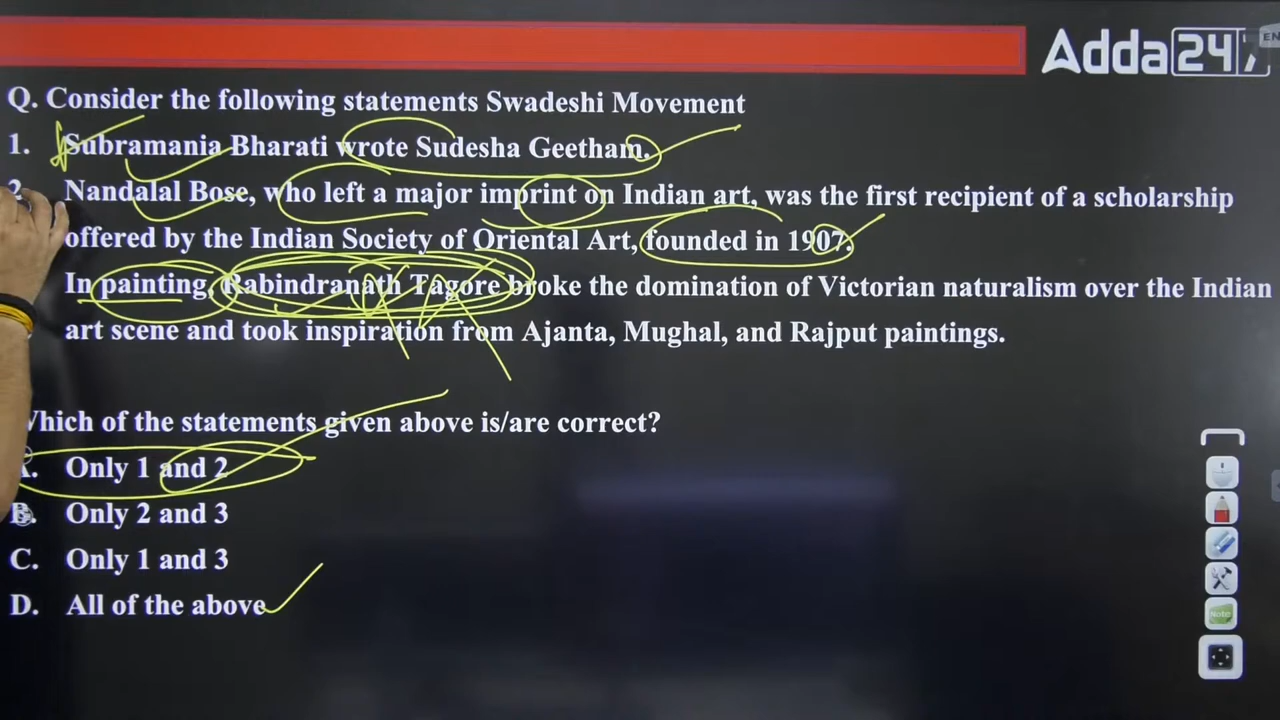 Adda247
EN
Q. Consider the following statements Swadeshi Movement
1. Subramania Bharati wrote Sudesha Geetham.
2. Nandalal Bose, who left a major imprint on Indian art, was the first recipient of a scholarship
offered by the Indian Society of Oriental Art, founded in 1907.
In painting, Rabindranath Tagore broke the domination of Victorian naturalism over the Indian
art scene and took inspiration from Ajanta, Mughal, and Rajput paintings.
Which of the statements given above is/are correct?
A. Only 1 and 2
B. Only 2 and 3
C. Only 1 and 3
D. All of the above
Note